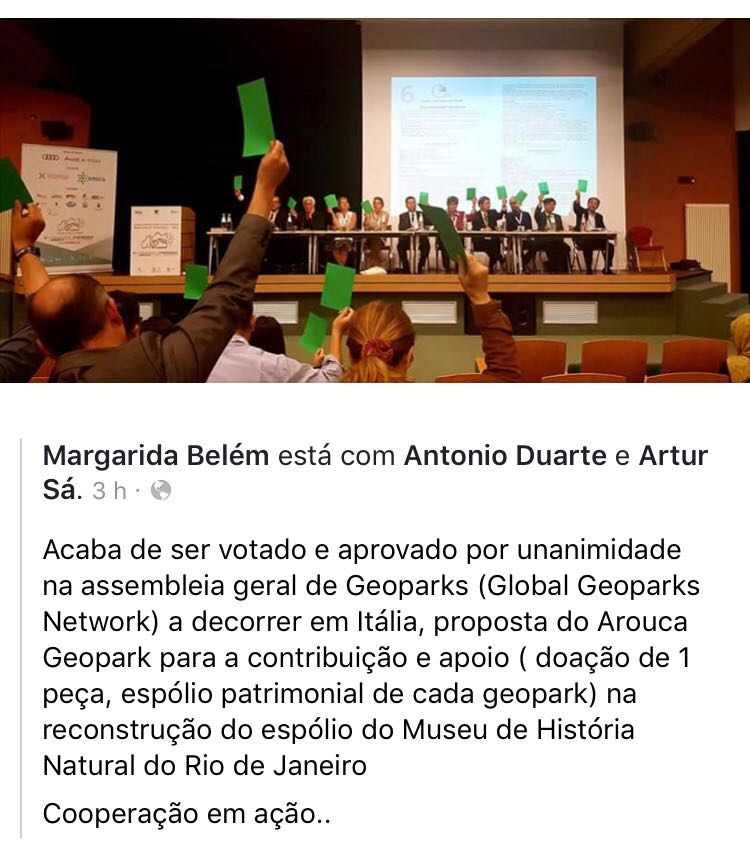 6
Audi
Margarida Belém está com Antonio Duarte e Artur
Sá. 3 h ·
Acaba de ser votado e aprovado por unanimidade
na assembleia geral de Geoparks (Global Geoparks
Network) a decorrer em Itália, proposta do Arouca
Geopark para a contribuição e apoio ( doação de 1
peça, espólio patrimonial de cada geopark) na
reconstrução do espólio do Museu de História
Natural do Rio de Janeiro
Cooperação em ação..